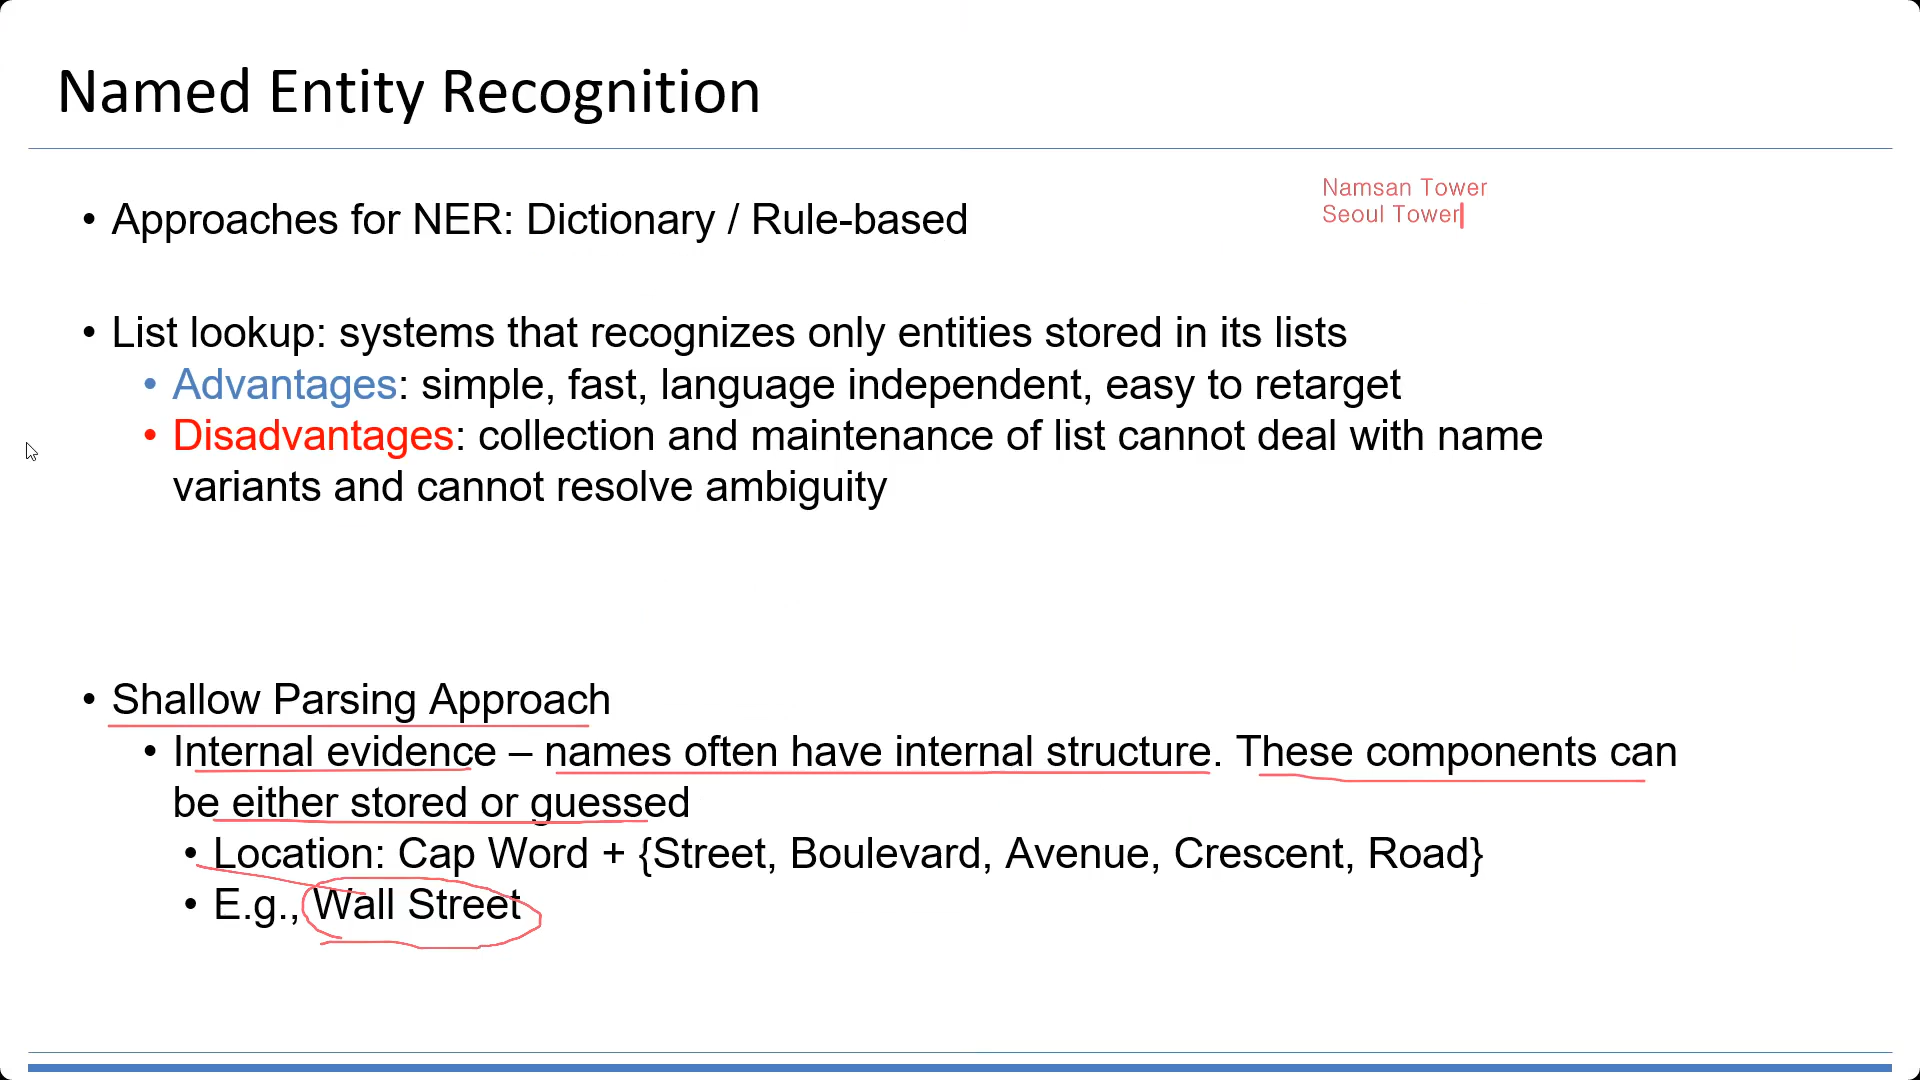 Named Entity Recognition
Namsan Tower
Seoul Tower
• Approaches for NER: Dictionary / Rule-based
• List lookup: systems that recognizes only entities stored in its lists
• Advantages: simple, fast, language independent, easy to retarget
• Disadvantages: collection and maintenance of list cannot deal with name
variants and cannot resolve ambiguity
• Shallow Parsing Approach
• Internal evidence – names often have internal structure. These components can
be either stored or guessed
• Location: Cap Word + {Street, Boulevard, Avenue, Crescent, Road}
• E.g., Wall Street